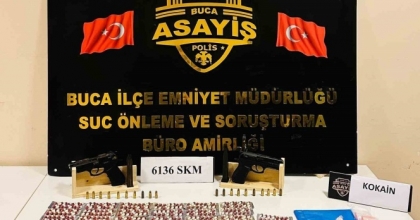 BUCA
ASAYİŞ
POLİS
BUCA İLÇE EMNİYET MÜDÜRLÜĞÜ
SUÇ ÖNLEME VE SORUŞTURMA
BÜRO AMİRLİĞİ
6136 SKM
KOKAİN